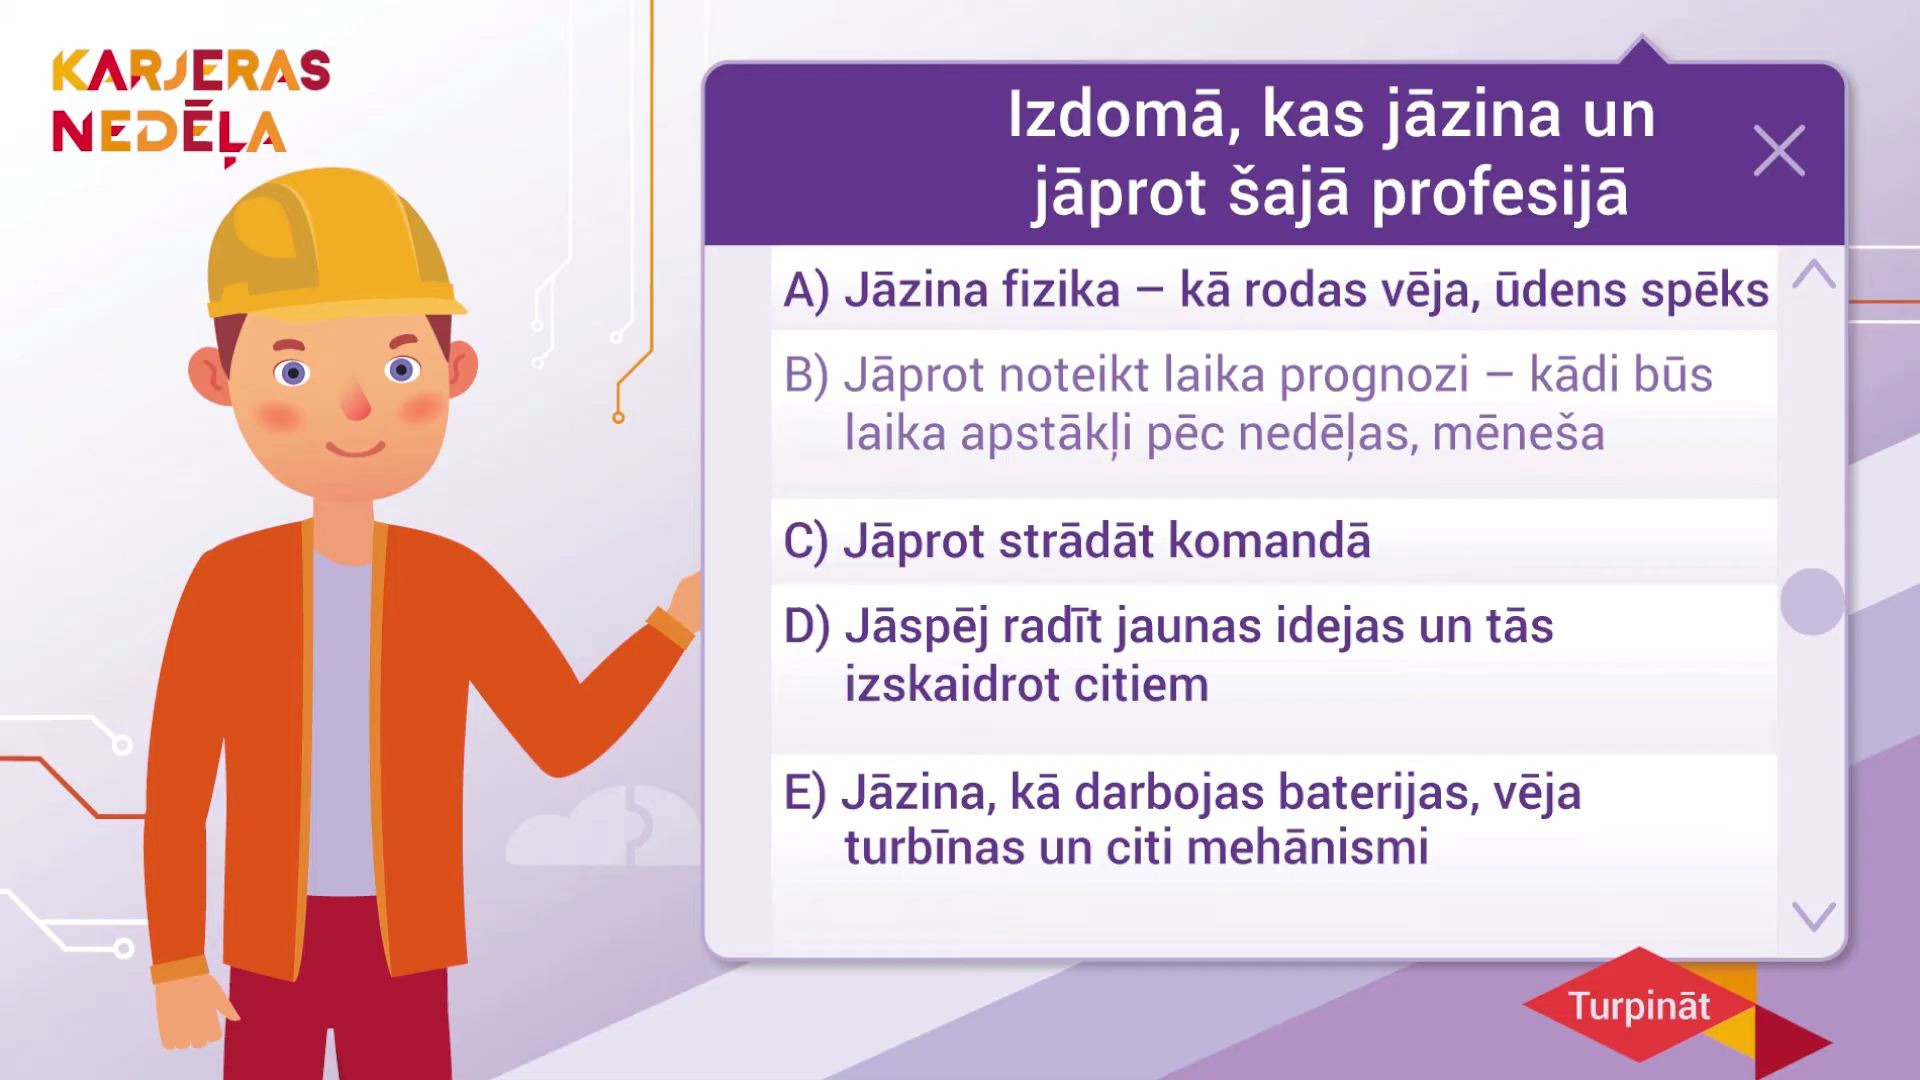 KARJERAS
NEDĒĻA
Izdomā, kas jāzina un
jāprot šajā profesijā
A) Jāzina fizika – kā rodas vēja, ūdens spēks
B) Jāprot noteikt laika prognozi – kādi būs
laika apstākļi pēc nedēļas, mēneša
C) Jāprot strādāt komandā
D) Jāspēj radīt jaunas idejas un tās
izskaidrot citiem
E) Jāzina, kā darbojas baterijas, vēja
turbīnas un citi mehānismi
Turpināt